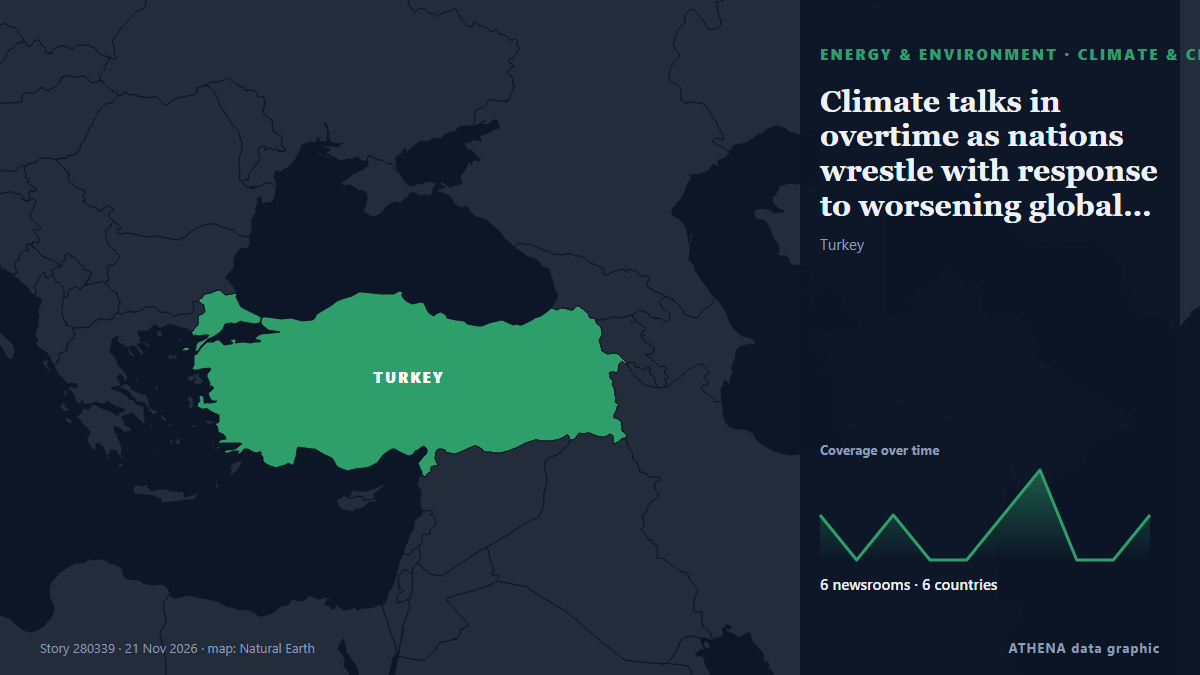 ENERGY & ENVIRONMENT · CLIMATE &
Climate talks in
overtime as nations
wrestle with response
to worsening global...
Turkey
TURKEY
Coverage over time
6 newsrooms · 6 countries
Story 280339 · 21 Nov 2026 · map: Natural Earth
ATHENA data graphic